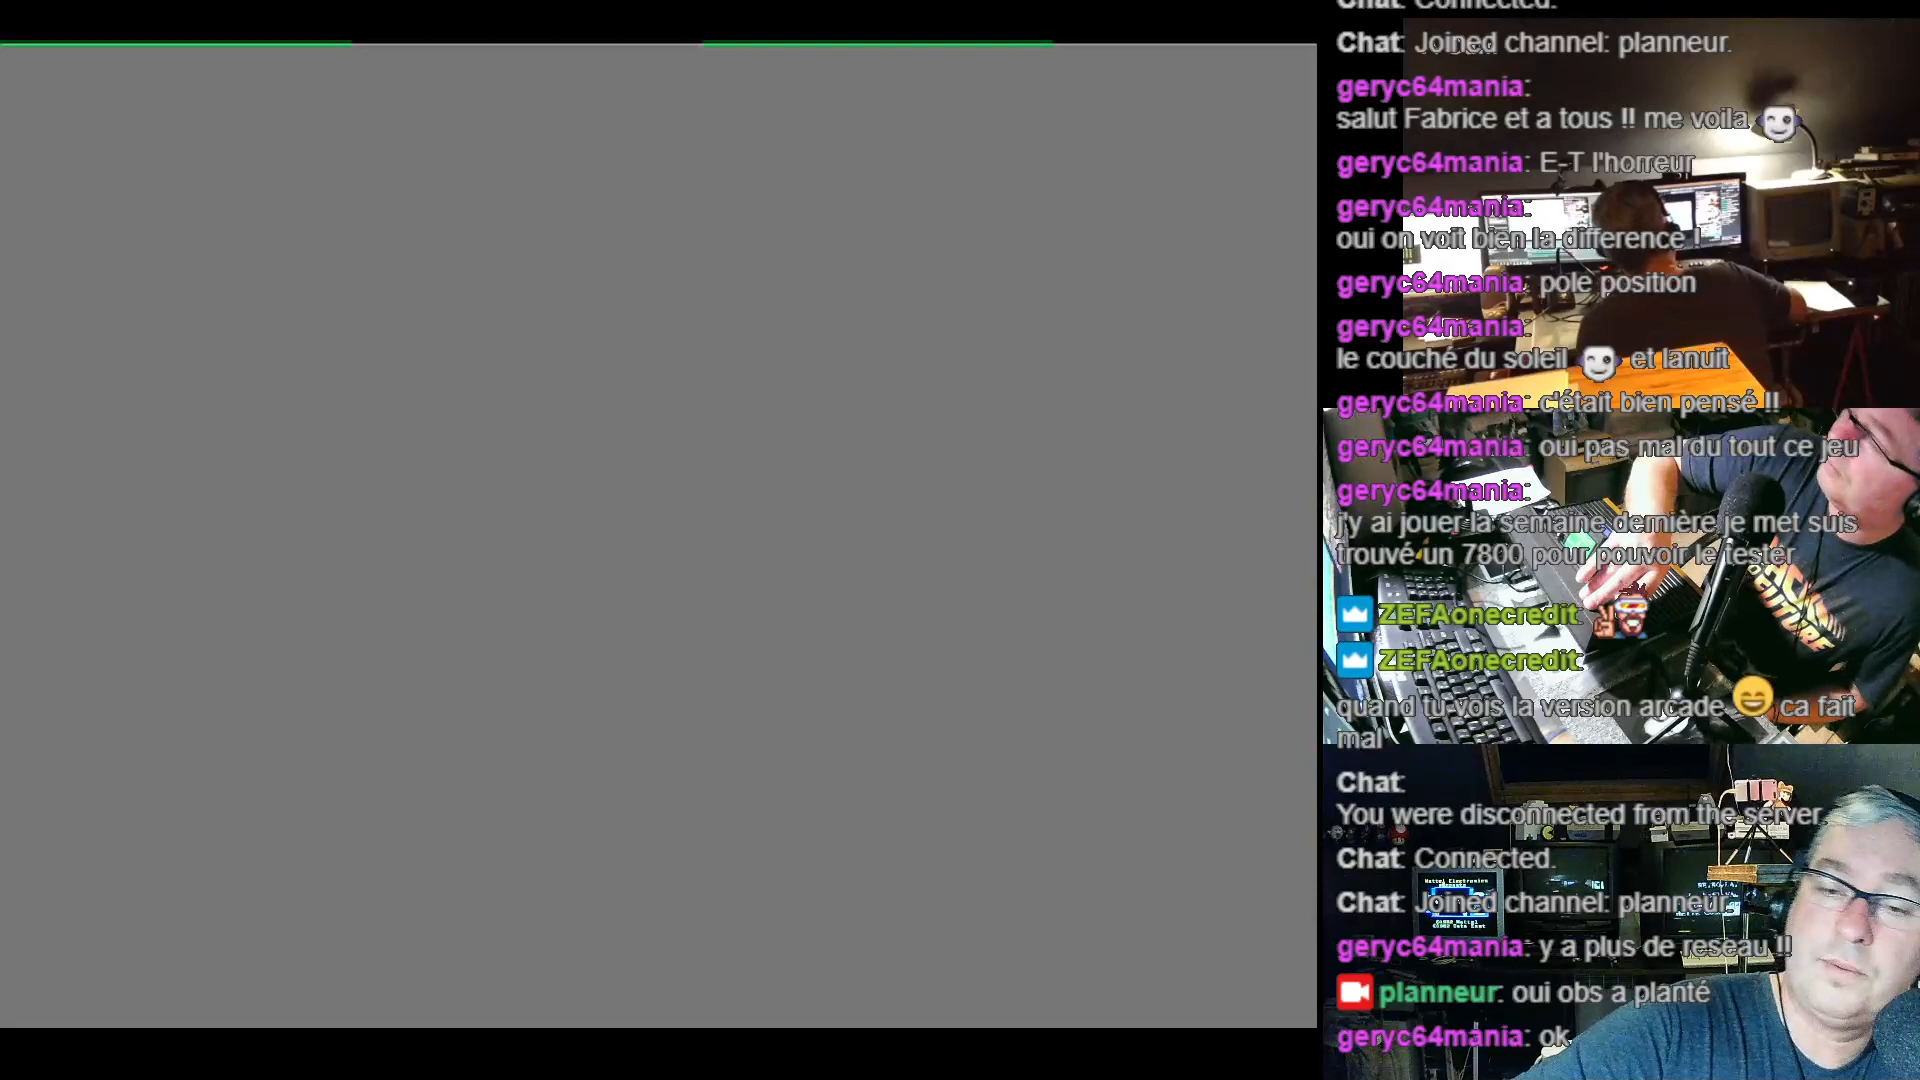 Chat: Connected.
Chat: Joined channel: planneur.
geryc64mania:
salut Fabrice et a tous !! me voila
geryc64mania: E-T l'horreur
geryc64mania:
oui on voit bien la difference !
geryc64mania: pole position
geryc64mania:
le couché du soleil et lanuit
geryc64mania: c'était bien pensé !!
geryc64mania: oui pas mal du tout ce jeu
geryc64mania:
j'y ai jouer la semaine dernière je met suis
trouvé un 7800 pour pouvoir le tester
ZEFAonecredit:
ZEFAonecredit:
quand tu vois la version arcade ca fait
mal
Chat:
You were disconnected from the server.
Chat: Connected.
Chat: Joined channel: planneur.
geryc64mania: y a plus de reseau !!
planneur: oui obs a planté
geryc64mania: ok
Mattel Electronics